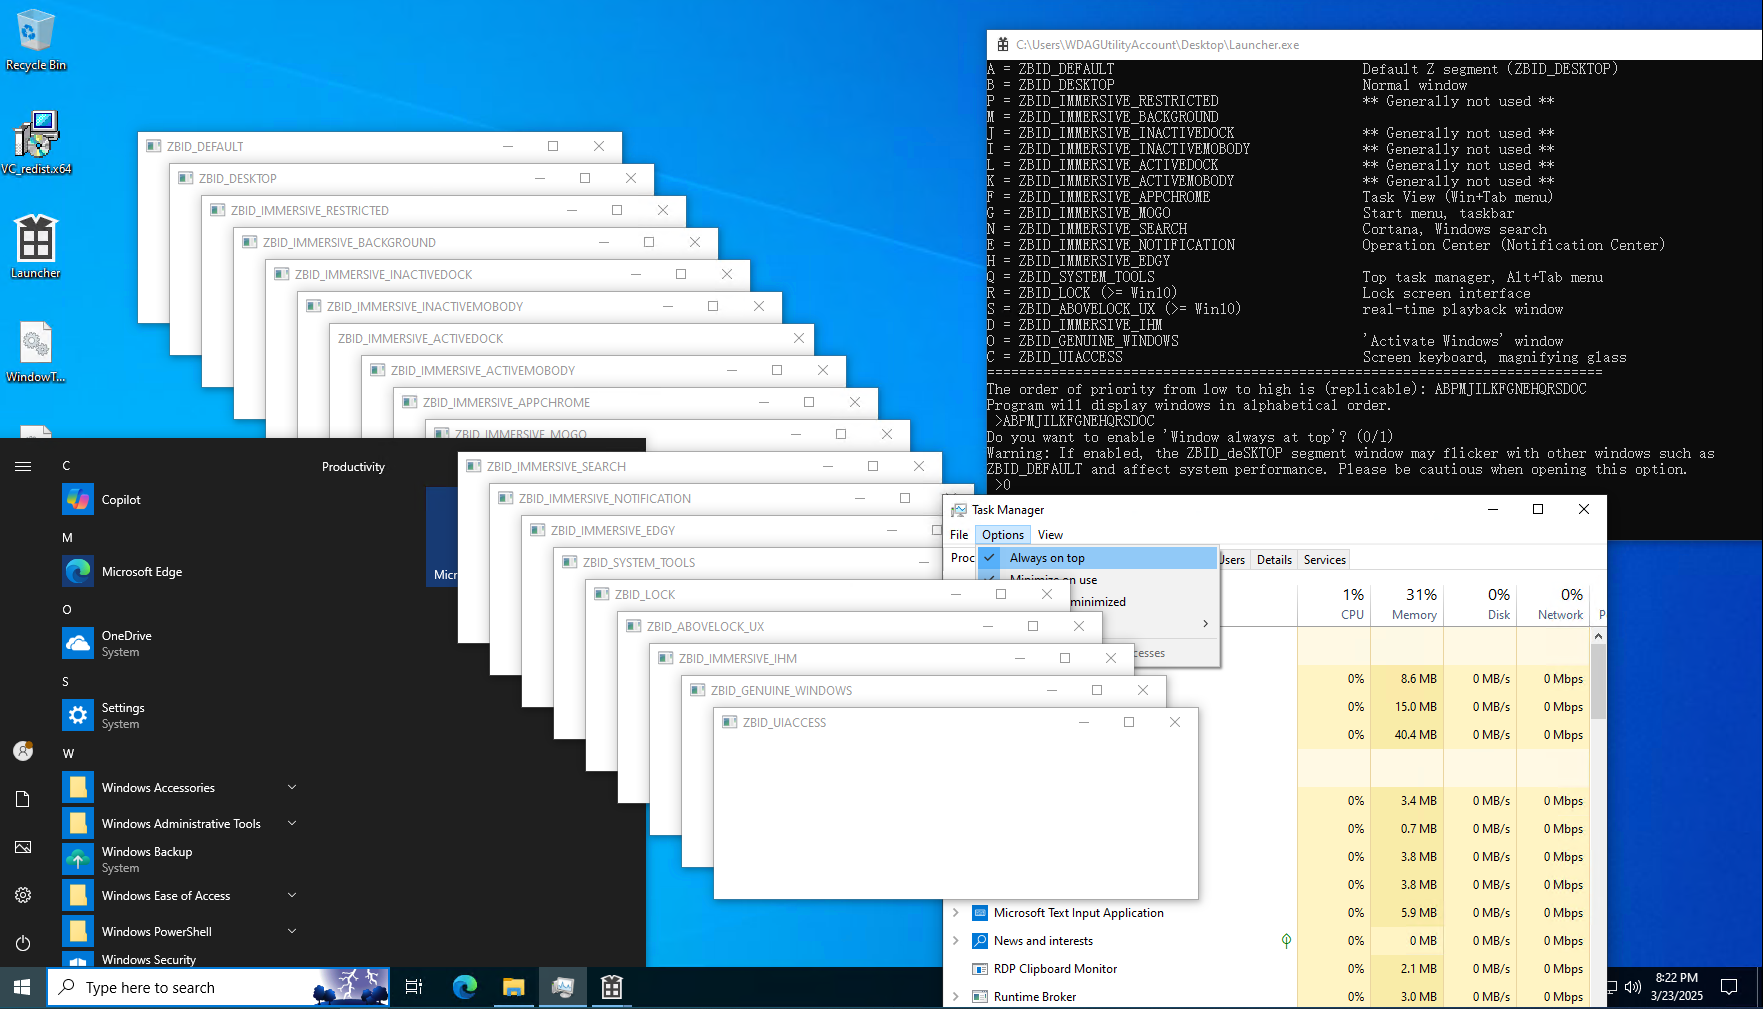 Recycle Bin
VC_redist.x64
Launcher
WindowT...
C:\Users\WDAGUtilityAccount\Desktop\Launcher.exe
A = ZBID_DEFAULT Default Z segment (ZBID_DESKTOP)
B = ZBID_DESKTOP Normal window
P = ZBID_IMMERSIVE_RESTRICTED ** Generally not used **
M = ZBID_IMMERSIVE_BACKGROUND
J = ZBID_IMMERSIVE_INACTIVEDOCK ** Generally not used **
I = ZBID_IMMERSIVE_INACTIVEMOBODY ** Generally not used **
L = ZBID_IMMERSIVE_ACTIVEDOCK ** Generally not used **
K = ZBID_IMMERSIVE_ACTIVEMOBODY ** Generally not used **
F = ZBID_IMMERSIVE_APPCHROME Task View (Win+Tab menu)
G = ZBID_IMMERSIVE_MOGO Start menu, taskbar
N = ZBID_IMMERSIVE_SEARCH Cortana, Windows search
E = ZBID_IMMERSIVE_NOTIFICATION Operation Center (Notification Center)
H = ZBID_IMMERSIVE_EDGY
Q = ZBID_SYSTEM_TOOLS Top task manager, Alt+Tab menu
R = ZBID_LOCK (>= Win10) Lock screen interface
S = ZBID_ABOVELOCK_UX (>= Win10) real-time playback window
D = ZBID_IMMERSIVE_IHM
O = ZBID_GENUINE_WINDOWS 'Activate Windows' window
C = ZBID_UIACCESS Screen keyboard, magnifying glass
The order of priority from low to high is (replicable): ABPMJILKFGNEHQRSDOC
Program will display windows in alphabetical order.
>ABPMJILKFGNEHQRSDOC
Do you want to enable 'Window always at top'? (0/1)
Warning: If enabled, the ZBID_deSKTOP segment window may flicker with other windows such as
ZBID_DEFAULT and affect system performance. Please be cautious when opening this option.
>0
ZBID_DEFAULT
ZBID_DESKTOP
ZBID_IMMERSIVE_RESTRICTED
ZBID_IMMERSIVE_BACKGROUND
ZBID_IMMERSIVE_INACTIVEDOCK
ZBID_IMMERSIVE_INACTIVEMOBODY
ZBID_IMMERSIVE_ACTIVEDOCK
ZBID_IMMERSIVE_ACTIVEMOBODY
ZBID_IMMERSIVE_APPCHROME
ZBID_IMMERSIVE_MOGO
ZBID_IMMERSIVE_SEARCH
ZBID_IMMERSIVE_NOTIFICATION
ZBID_IMMERSIVE_EDGY
ZBID_SYSTEM_TOOLS
ZBID_LOCK
ZBID_ABOVELOCK_UX
ZBID_IMMERSIVE_IHM
ZBID_GENUINE_WINDOWS
ZBID_UIACCESS
C
Copilot
M
Microsoft Edge
O
OneDrive
System
S
Settings
System
W
Windows Accessories
Windows Administrative Tools
Windows Backup
System
Windows Ease of Access
Windows PowerShell
Windows Security
Productivity
Micr
Task Manager
File Options View
Proc Users Details Services
Always on top
Minimize on use
minimized
cesses
1% 31% 0% 0%
CPU Memory Disk Network P
0% 8.6 MB 0 MB/s 0 Mbps
0% 15.0 MB 0 MB/s 0 Mbps
0% 40.4 MB 0 MB/s 0 Mbps
0% 3.4 MB 0 MB/s 0 Mbps
0% 0.7 MB 0 MB/s 0 Mbps
0% 3.8 MB 0 MB/s 0 Mbps
0% 3.8 MB 0 MB/s 0 Mbps
Microsoft Text Input Application 0% 5.9 MB 0 MB/s 0 Mbps
News and interests 0% 0 MB 0 MB/s 0 Mbps
RDP Clipboard Monitor 0% 2.1 MB 0 MB/s 0 Mbps
Runtime Broker 0% 3.0 MB 0 MB/s 0 Mbps
Type here to search
8:22 PM
3/23/2025